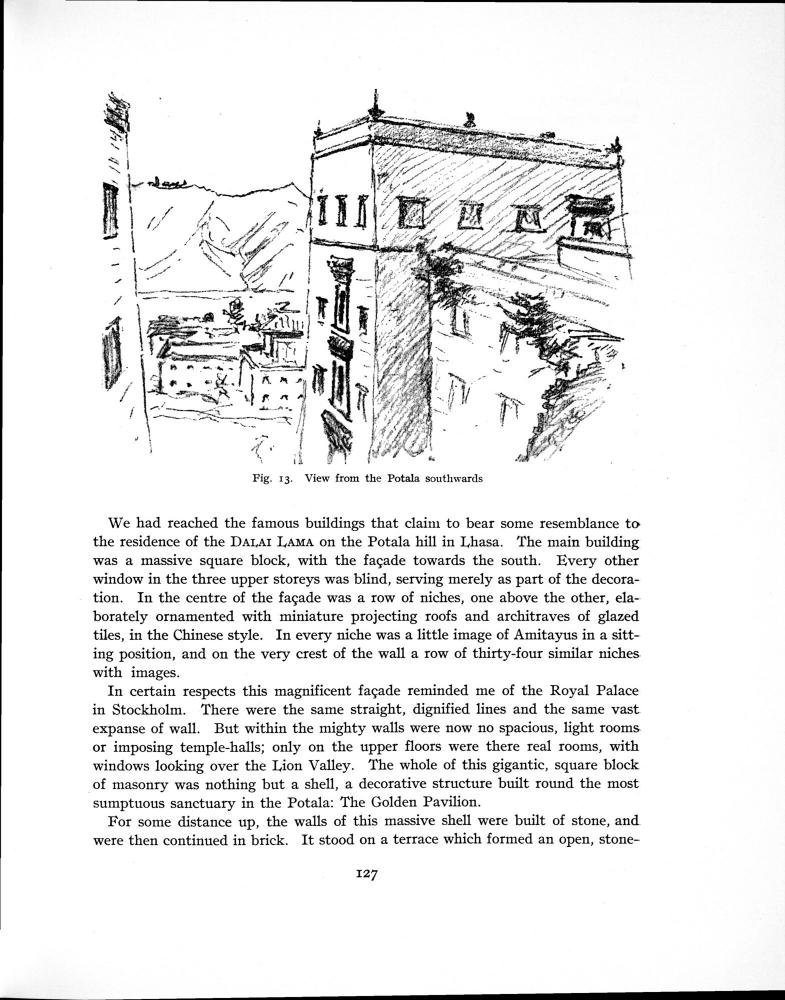 Fig. 13. View from the Potala southwards
We had reached the famous buildings that claim to bear some resemblance to
the residence of the DALAI LAMA on the Potala hill in Lhasa. The main building
was a massive square block, with the façade towards the south. Every other
window in the three upper storeys was blind, serving merely as part of the decora-
tion. In the centre of the façade was a row of niches, one above the other, ela-
borately ornamented with miniature projecting roofs and architraves of glazed
tiles, in the Chinese style. In every niche was a little image of Amitayus in a sitt-
ing position, and on the very crest of the wall a row of thirty-four similar niches
with images.
In certain respects this magnificent façade reminded me of the Royal Palace
in Stockholm. There were the same straight, dignified lines and the same vast
expanse of wall. But within the mighty walls were now no spacious, light rooms
or imposing temple-halls; only on the upper floors were there real rooms, with
windows looking over the Lion Valley. The whole of this gigantic, square block
of masonry was nothing but a shell, a decorative structure built round the most
sumptuous sanctuary in the Potala: The Golden Pavilion.
For some distance up, the walls of this massive shell were built of stone, and
were then continued in brick. It stood on a terrace which formed an open, stone-
127